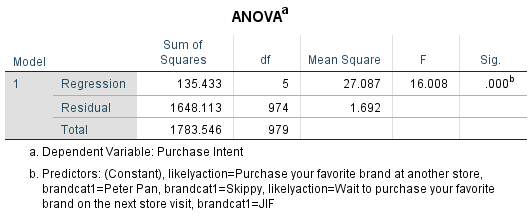 ANOVAa
Model Sum of Squares df Mean Square F Sig.
1 Regression 135.433 5 27.087 16.008 .000b
Residual 1648.113 974 1.692
Total 1783.546 979
a. Dependent Variable: Purchase Intent
b. Predictors: (Constant), likelyaction=Purchase your favorite brand at another store,
brandcat1=Peter Pan, brandcat1=Skippy, likelyaction=Wait to purchase your favorite
brand on the next store visit, brandcat1=JIF